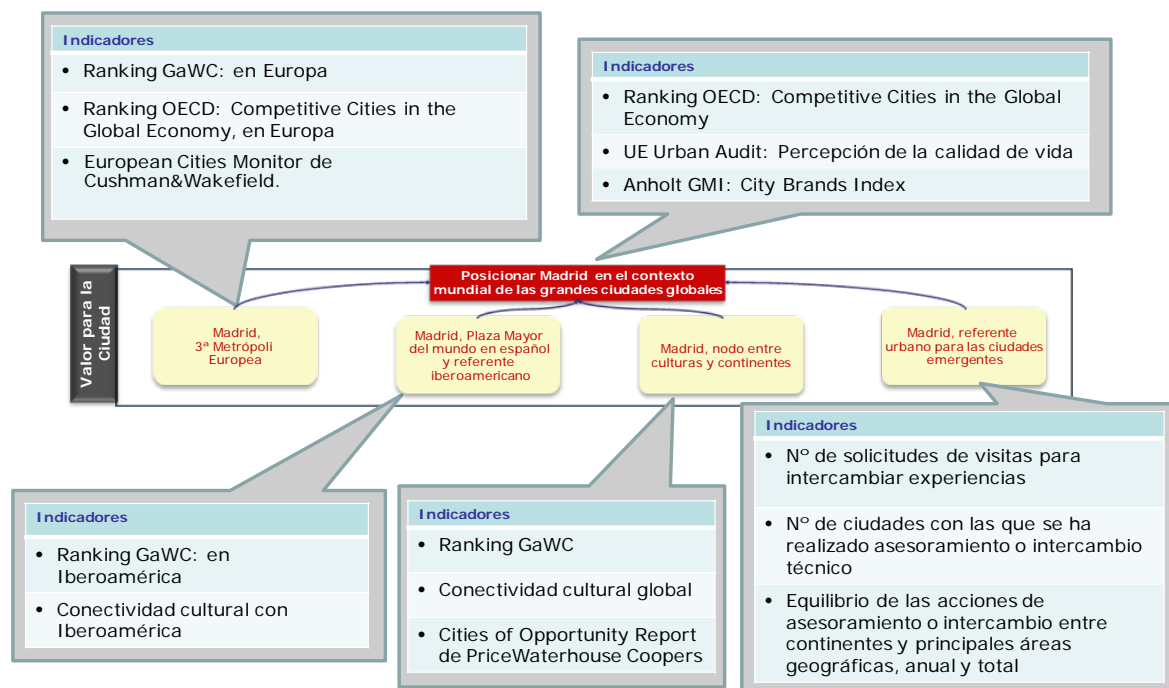 Indicadores
• Ranking GaWC: en Europa
• Ranking OECD: Competitive Cities in the
Global Economy, en Europa
• European Cities Monitor de
Cushman&Wakefield.
Indicadores
• Ranking OECD: Competitive Cities in the Global
Economy
• UE Urban Audit: Percepción de la calidad de vida
• Anholt GMI: City Brands Index
Valor para la
Ciudad
Posicionar Madrid en el contexto
mundial de las grandes ciudades globales
Madrid,
3ª Metrópoli
Europea
Madrid, Plaza Mayor
del mundo en español
y referente
iberoamericano
Madrid, nodo entre
culturas y continentes
Madrid, referente
urbano para las ciudades
emergentes
Indicadores
• Ranking GaWC: en
Iberoamérica
• Conectividad cultural con
Iberoamérica
Indicadores
• Ranking GaWC
• Conectividad cultural global
• Cities of Opportunity Report
de PriceWaterhouse Coopers
Indicadores
• Nº de solicitudes de visitas para
intercambiar experiencias
• Nº de ciudades con las que se ha
realizado asesoramiento o intercambio
técnico
• Equilibrio de las acciones de
asesoramiento o intercambio entre
continentes y principales áreas
geográficas, anual y total